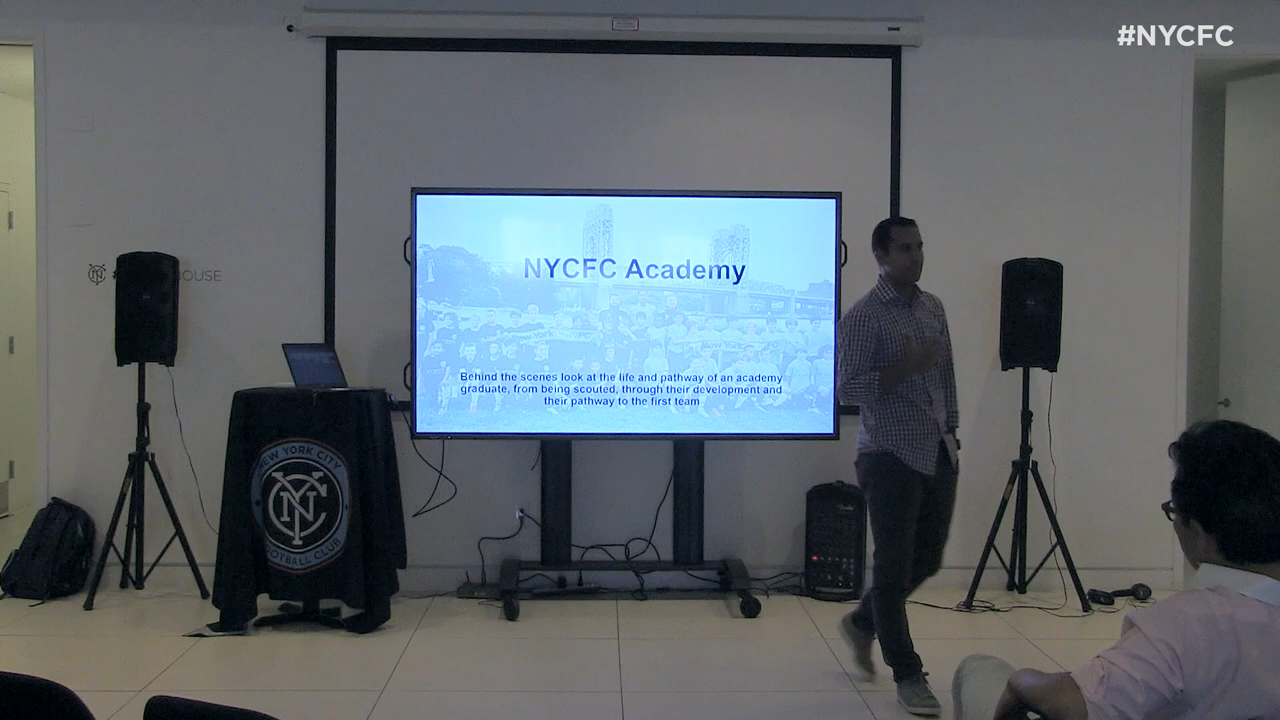 #NYCFC
NYCFC Academy
Behind the scenes look at the life and pathway of an academy
graduate, from being scouted, through their development and
their pathway to the first team
OUSE
NEW YORK CITY
FOOTBALL CLUB